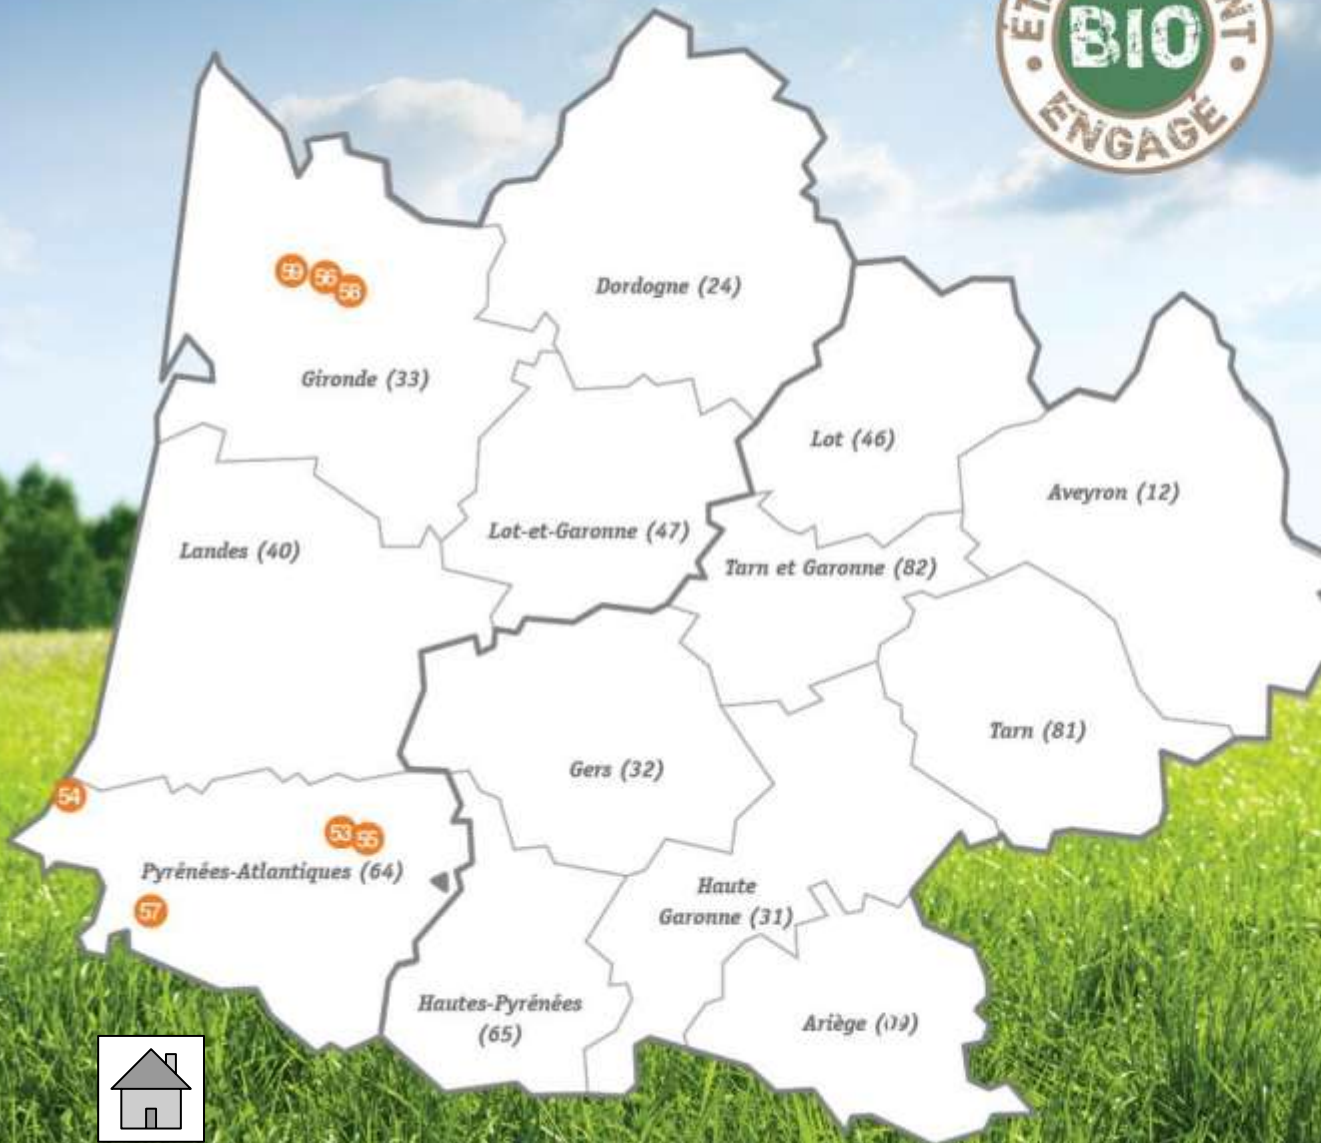 BIO
ENGAGÉ
Dordogne (24)
59
56
58
Gironde (33)
Lot (46)
Aveyron (12)
Lot-et-Garonne (47)
Landes (40)
Tarn et Garonne (82)
Tarn (81)
Gers (32)
54
53
55
Pyrénées-Atlantiques (64)
57
Haute
Garonne (31)
Hautes-Pyrénées
(65)
Ariège (09)